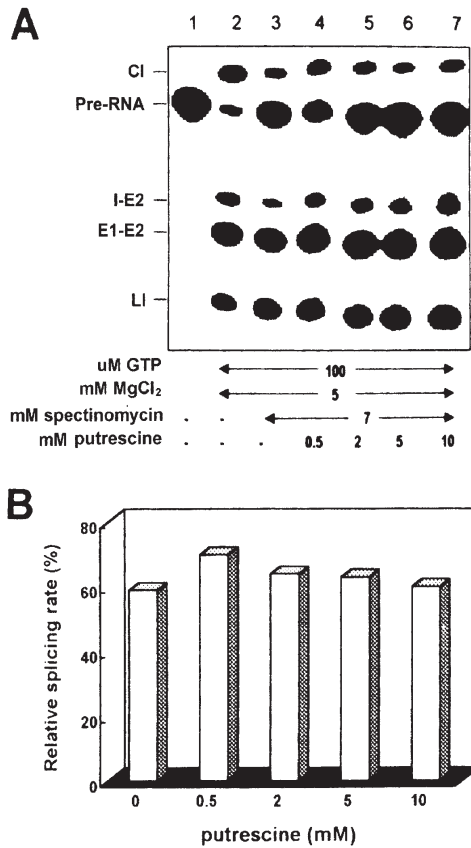 A
1 2 3 4 5 6 7
CI
Pre-RNA
I-E2
E1-E2
LI
uM GTP 100
mM MgCl₂ 5
mM spectinomycin . . 7
mM putrescine . . . 0.5 2 5 10
B
Relative splicing rate (%)
80
60
40
20
0
0 0.5 2 5 10
putrescine (mM)